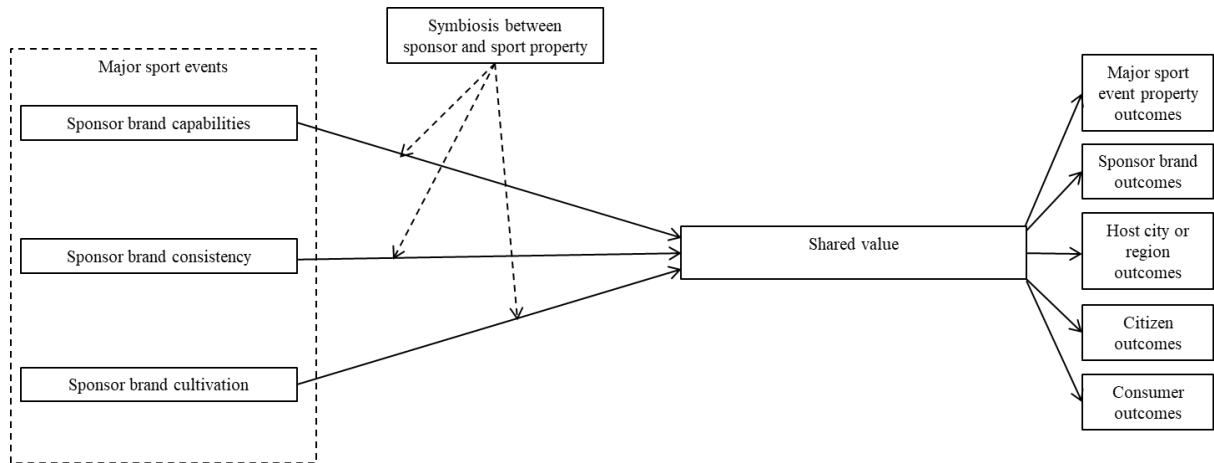 Symbiosis between
sponsor and sport property
Major sport events
Sponsor brand capabilities
Sponsor brand consistency
Sponsor brand cultivation
Shared value
Major sport
event property
outcomes
Sponsor brand
outcomes
Host city or
region
outcomes
Citizen
outcomes
Consumer
outcomes